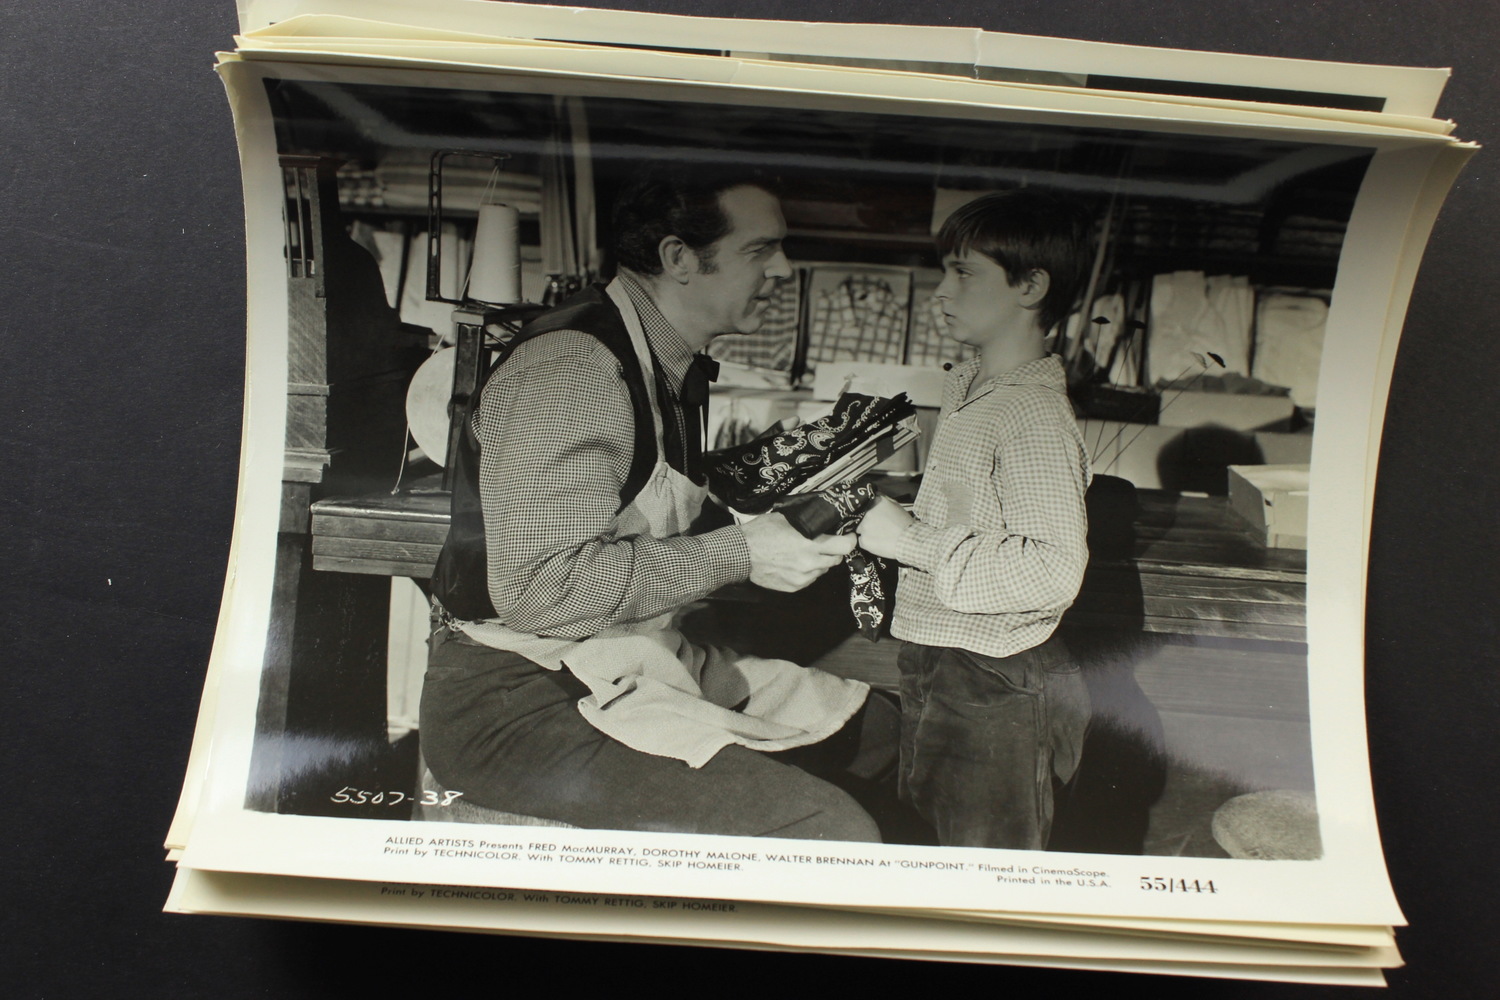 5507-38
ALLIED ARTISTS Presents FRED MacMURRAY, DOROTHY MALONE, WALTER BRENNAN At "GUNPOINT." Filmed in CinemaScope.
Print by TECHNICOLOR. With TOMMY RETTIG, SKIP HOMEIER.
Printed in the U.S.A.
55/444
Print by TECHNICOLOR. With TOMMY RETTIG, SKIP HOMEIER.